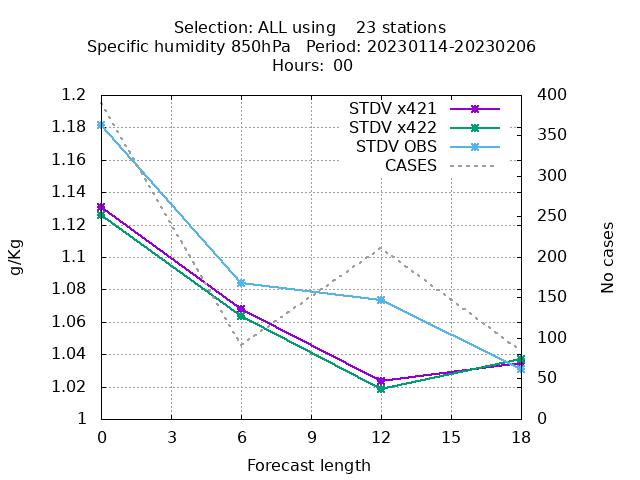 Selection: ALL using    23 stations
Specific humidity 850hPa   Period: 20230114-20230206
Hours:  00
STDV x421
STDV x422
STDV OBS
CASES
g/Kg
1.2
1.18
1.16
1.14
1.12
1.1
1.08
1.06
1.04
1.02
1
400
350
300
250
200
150
100
50
0
No cases
0 3 6 9 12 15 18
Forecast length